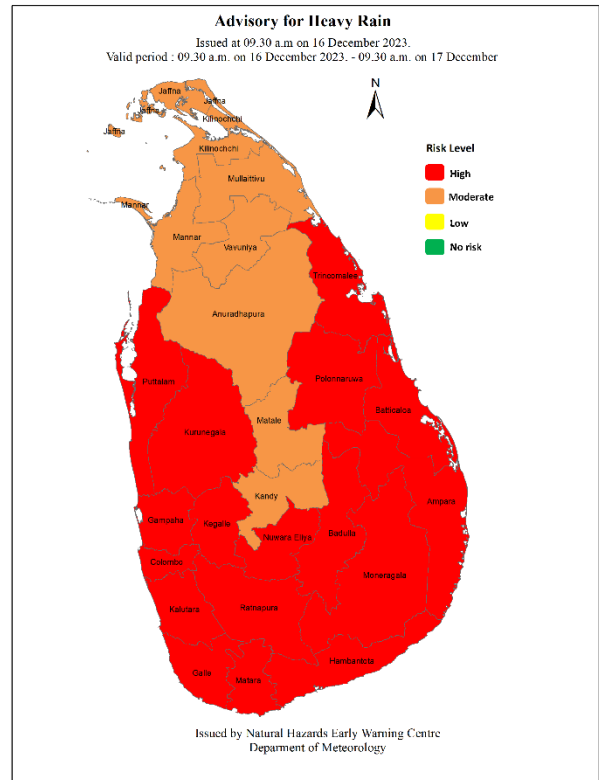 Advisory for Heavy Rain
Issued at 09.30 a.m on 16 December 2023.
Valid period : 09.30 a.m. on 16 December 2023. - 09.30 a.m. on 17 December
N
Jaffna
Jaffna
Jaffna
Kilinochchi
Jaffna
Kilinochchi
Mullaittivu
Mannar
Mannar
Vavuniya
Trincomalee
Anuradhapura
Puttalam
Polonnaruwa
Batticaloa
Matale
Kurunegala
Kandy
Ampara
Gampaha
Kegalle
Nuwara Eliya
Badulla
Colombo
Moneragala
Kalutara
Ratnapura
Galle
Matara
Hambantota
Risk Level
High
Moderate
Low
No risk
Issued by Natural Hazards Early Warning Centre
Deparment of Meteorology